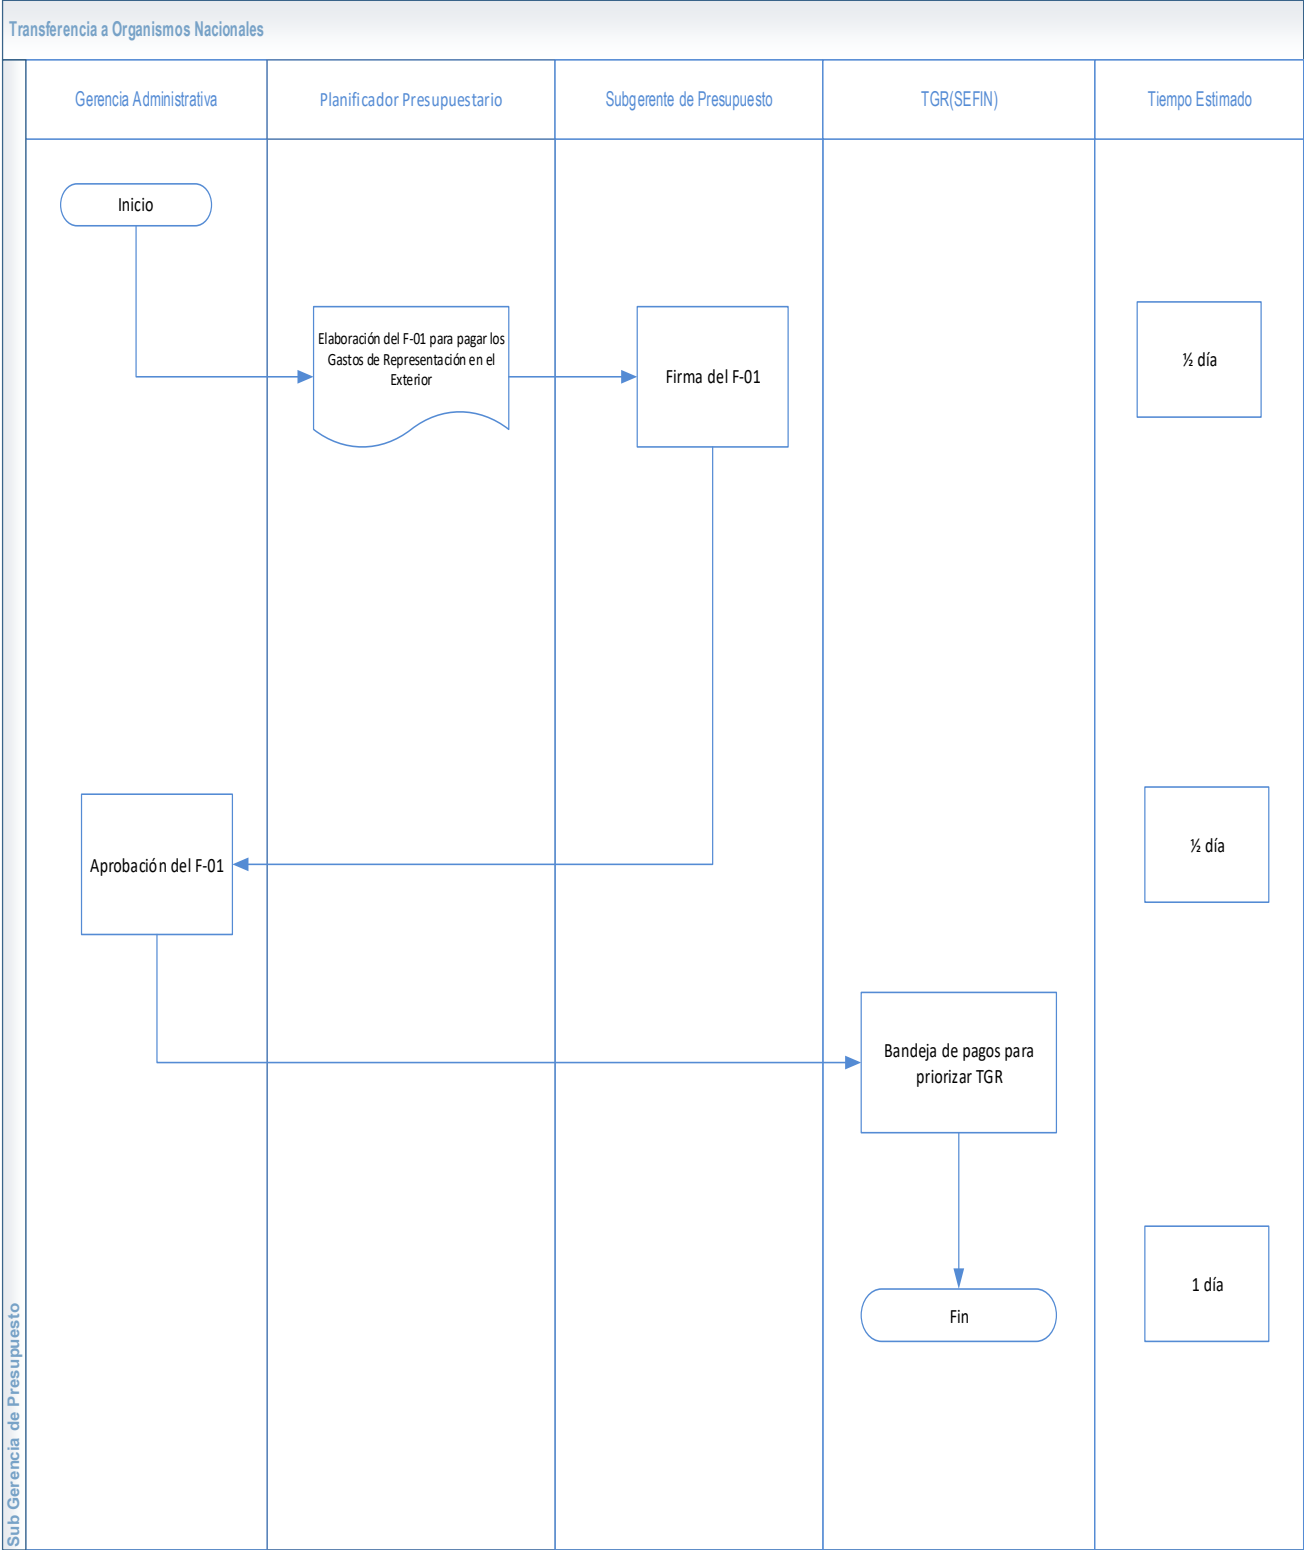 Transferencia a Organismos Nacionales
Gerencia Administrativa
Planificador Presupuestario
Subgerente de Presupuesto
TGR(SEFIN)
Tiempo Estimado
Inicio
Elaboración del F-01 para pagar los
Gastos de Representación en el
Exterior
Firma del F-01
½ día
Aprobación del F-01
½ día
Bandeja de pagos para
priorizar TGR
1 día
Fin
Sub Gerencia de Presupuesto